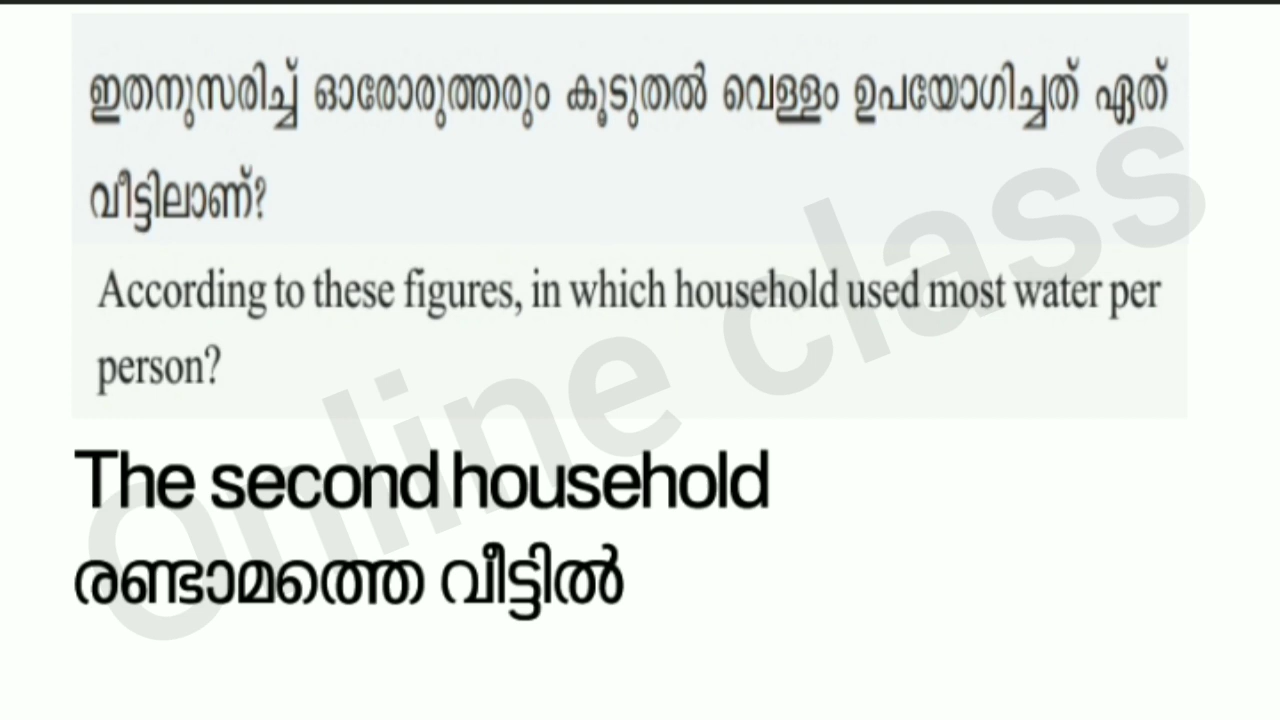 ഇതനുസരിച്ച് ഓരോരുത്തരും കൂടുതൽ വെള്ളം ഉപയോഗിച്ചത് ഏത്
വീട്ടിലാണ്?
According to these figures, in which household used most water per
person?
The second household
രണ്ടാമത്തെ വീട്ടിൽ
Online class